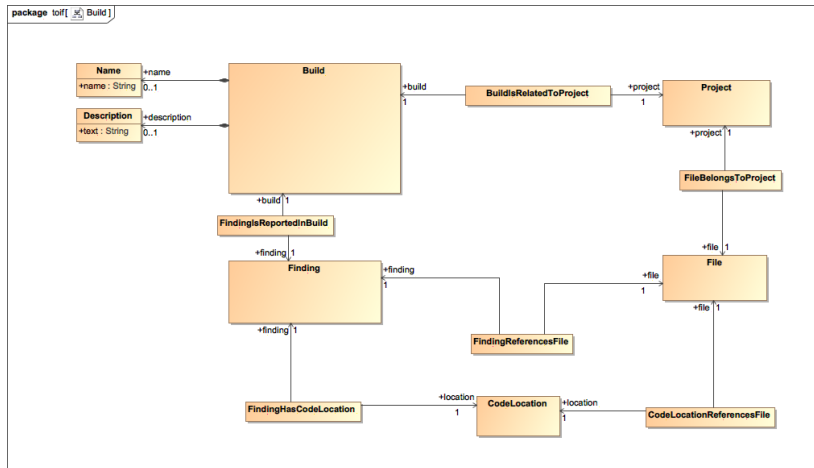 package toif[ Build ]
Name
+name : String
+name
0..1
Description
+text : String
+description
0..1
Build
+build
1
BuildIsRelatedToProject
+project
1
Project
+project 1
FileBelongsToProject
+file 1
+build 1
FindingIsReportedInBuild
+finding 1
Finding
+finding
1
+file
1
File
+file 1
+finding 1
FindingReferencesFile
FindingHasCodeLocation
+location
1
CodeLocation
+location
1
CodeLocationReferencesFile